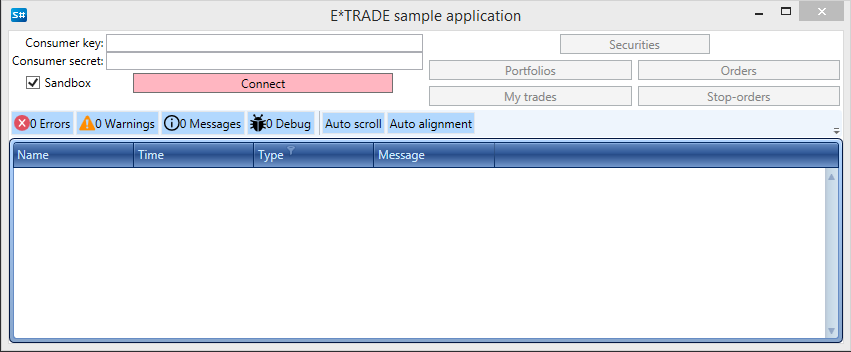 S# E*TRADE sample application
Consumer key:
Securities
Consumer secret:
Portfolios Orders
Sandbox Connect
My trades Stop-orders
0 Errors 0 Warnings 0 Messages 0 Debug Auto scroll Auto alignment
Name Time Type Message